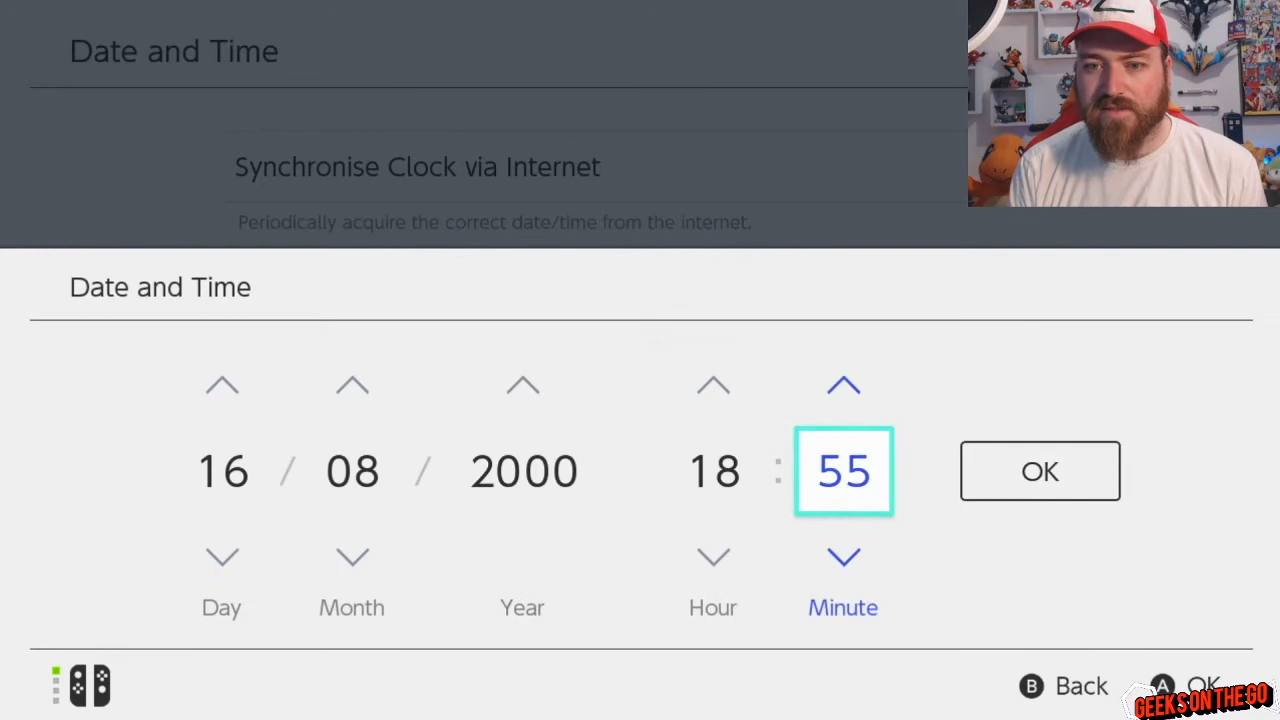 Date and Time
Synchronise Clock via Internet
Periodically acquire the correct date/time from the internet.
Date and Time
16 / 08 / 2000 18 : 55 OK
Day Month Year Hour Minute
B Back A OK
GEEKS ON THE GO